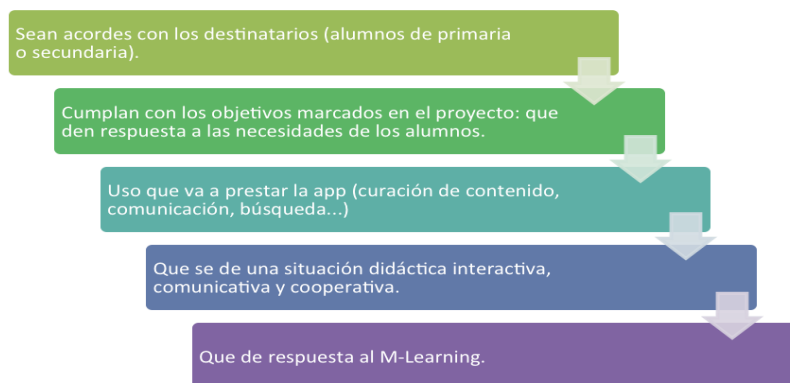 Sean acordes con los destinatarios (alumnos de primaria
o secundaria).
Cumplan con los objetivos marcados en el proyecto: que
den respuesta a las necesidades de los alumnos.
Uso que va a prestar la app (curación de contenido,
comunicación, búsqueda...)
Que se de una situación didáctica interactiva,
comunicativa y cooperativa.
Que de respuesta al M-Learning.